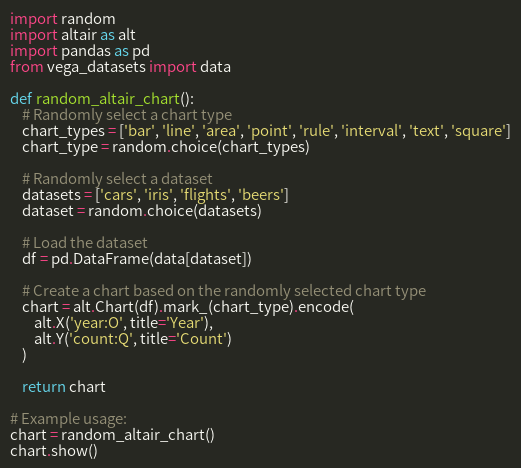 import random
import altair as alt
import pandas as pd
from vega_datasets import data

def random_altair_chart():
    # Randomly select a chart type
    chart_types = ['bar', 'line', 'area', 'point', 'rule', 'interval', 'text', 'square']
    chart_type = random.choice(chart_types)

    # Randomly select a dataset
    datasets = ['cars', 'iris', 'flights', 'beers']
    dataset = random.choice(datasets)

    # Load the dataset
    df = pd.DataFrame(data[dataset])

    # Create a chart based on the randomly selected chart type
    chart = alt.Chart(df).mark_(chart_type).encode(
        alt.X('year:O', title='Year'),
        alt.Y('count:Q', title='Count')
    )

    return chart

# Example usage:
chart = random_altair_chart()
chart.show()